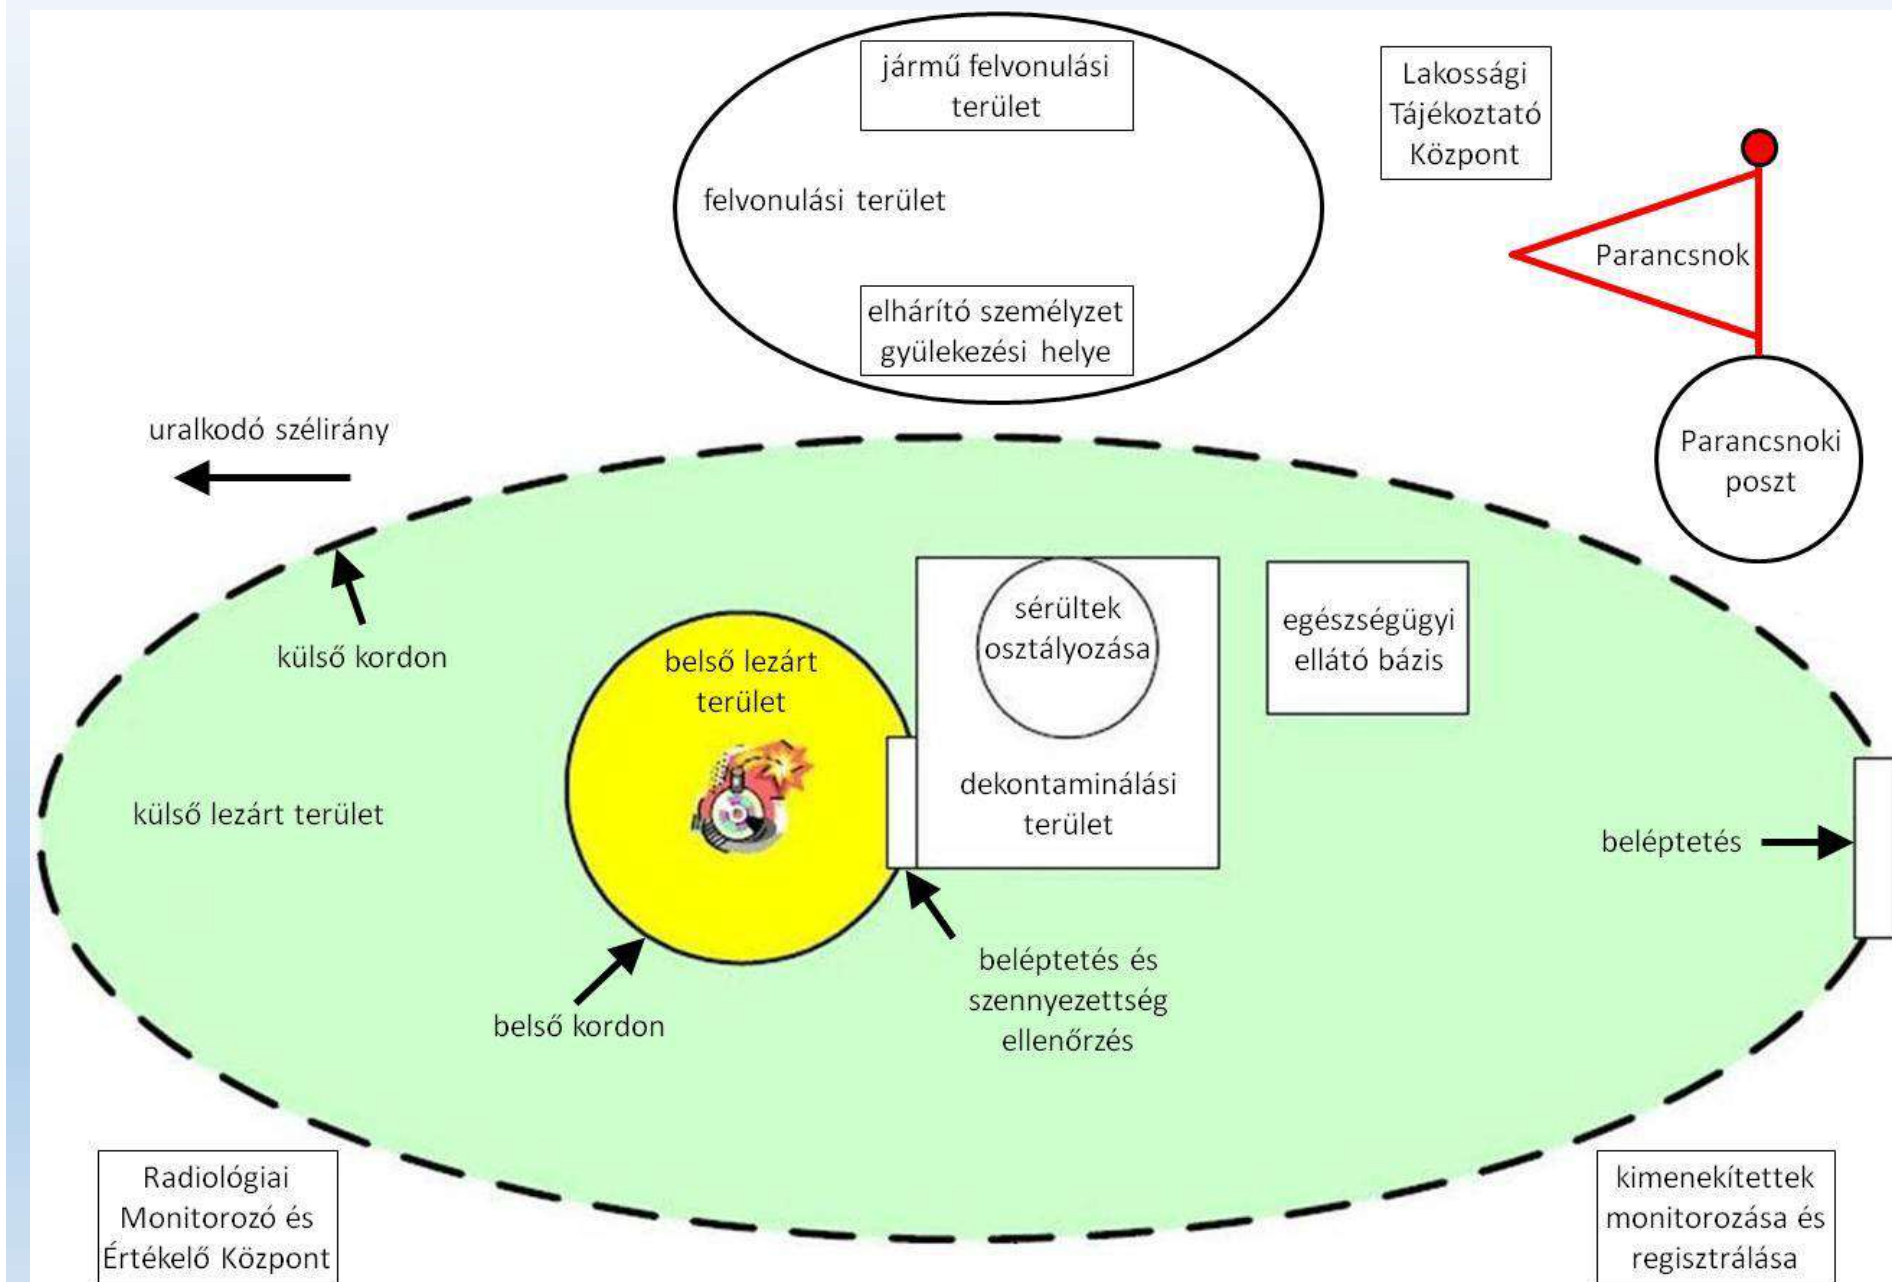 jármű felvonulási
terület
Lakossági
Tájékoztató
Központ
felvonulási terület
Parancsnok
elhárító személyzet
gyülekezési helye
uralkodó szélirány
Parancsnoki
poszt
sérültek
osztályozása
egészségügyi
ellátó bázis
külső kordon
belső lezárt
terület
dekontaminálási
terület
külső lezárt terület
beléptetés
beléptetés és
szennyezettség
ellenőrzés
belső kordon
Radiológiai
Monitorozó és
Értékelő Központ
kimenekítettek
monitorozása és
regisztrálása